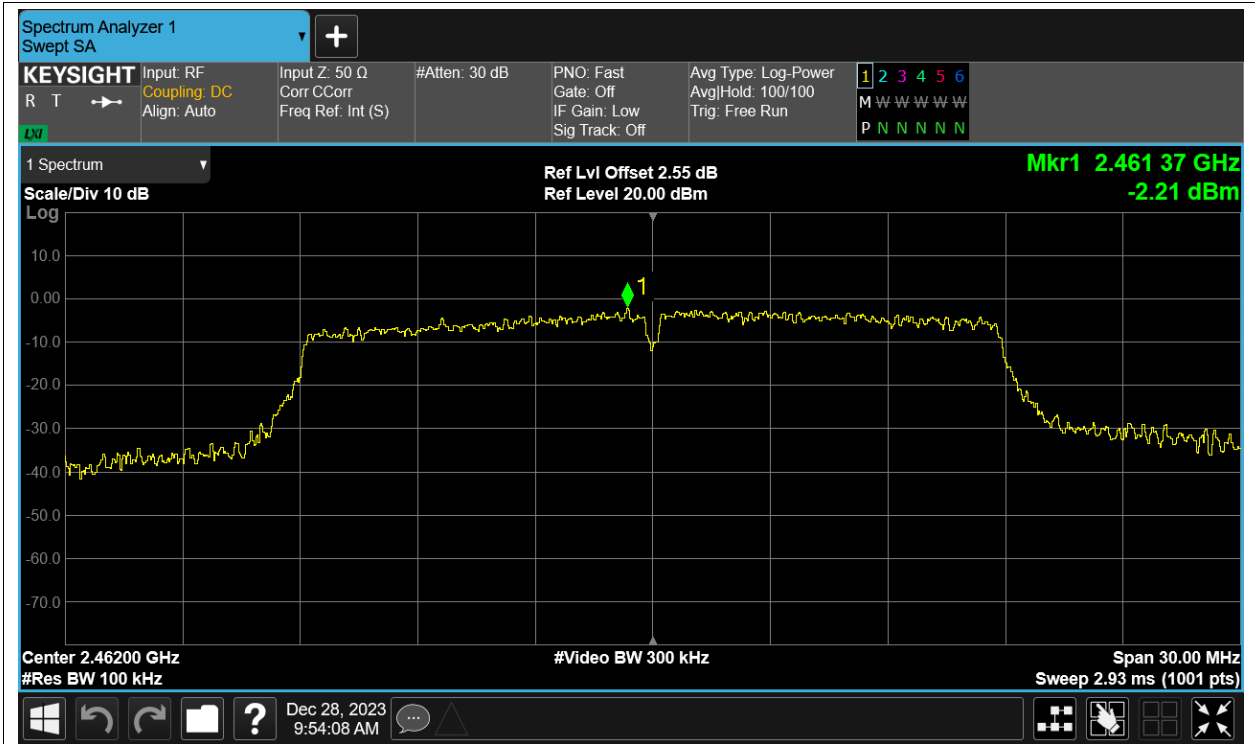 Spectrum Analyzer 1
Swept SA
+
KEYSIGHT
R T
LXI
Input: RF
Coupling: DC
Align: Auto
Input Z: 50 Ω
Corr CCorr
Freq Ref: Int (S)
#Atten: 30 dB
PNO: Fast
Gate: Off
IF Gain: Low
Sig Track: Off
Avg Type: Log-Power
Avg|Hold: 100/100
Trig: Free Run
1 2 3 4 5 6
M W W W W W
P N N N N N
1 Spectrum
Scale/Div 10 dB
Log
Ref Lvl Offset 2.55 dB
Ref Level 20.00 dBm
Mkr1 2.461 37 GHz
-2.21 dBm
10.0
0.00
-10.0
-20.0
-30.0
-40.0
-50.0
-60.0
-70.0
1
Center 2.46200 GHz
#Res BW 100 kHz
#Video BW 300 kHz
Span 30.00 MHz
Sweep 2.93 ms (1001 pts)
?
Dec 28, 2023
9:54:08 AM